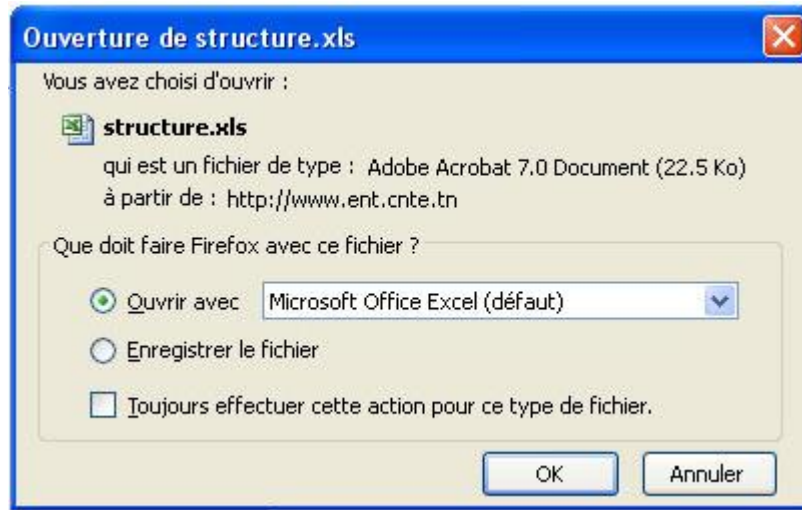 Ouverture de structure.xls
Vous avez choisi d'ouvrir :
structure.xls
qui est un fichier de type : Adobe Acrobat 7.0 Document (22.5 Ko)
à partir de : http://www.ent.cnte.tn
Que doit faire Firefox avec ce fichier ?
Ouvrir avec Microsoft Office Excel (défaut)
Enregistrer le fichier
Toujours effectuer cette action pour ce type de fichier.
OK Annuler